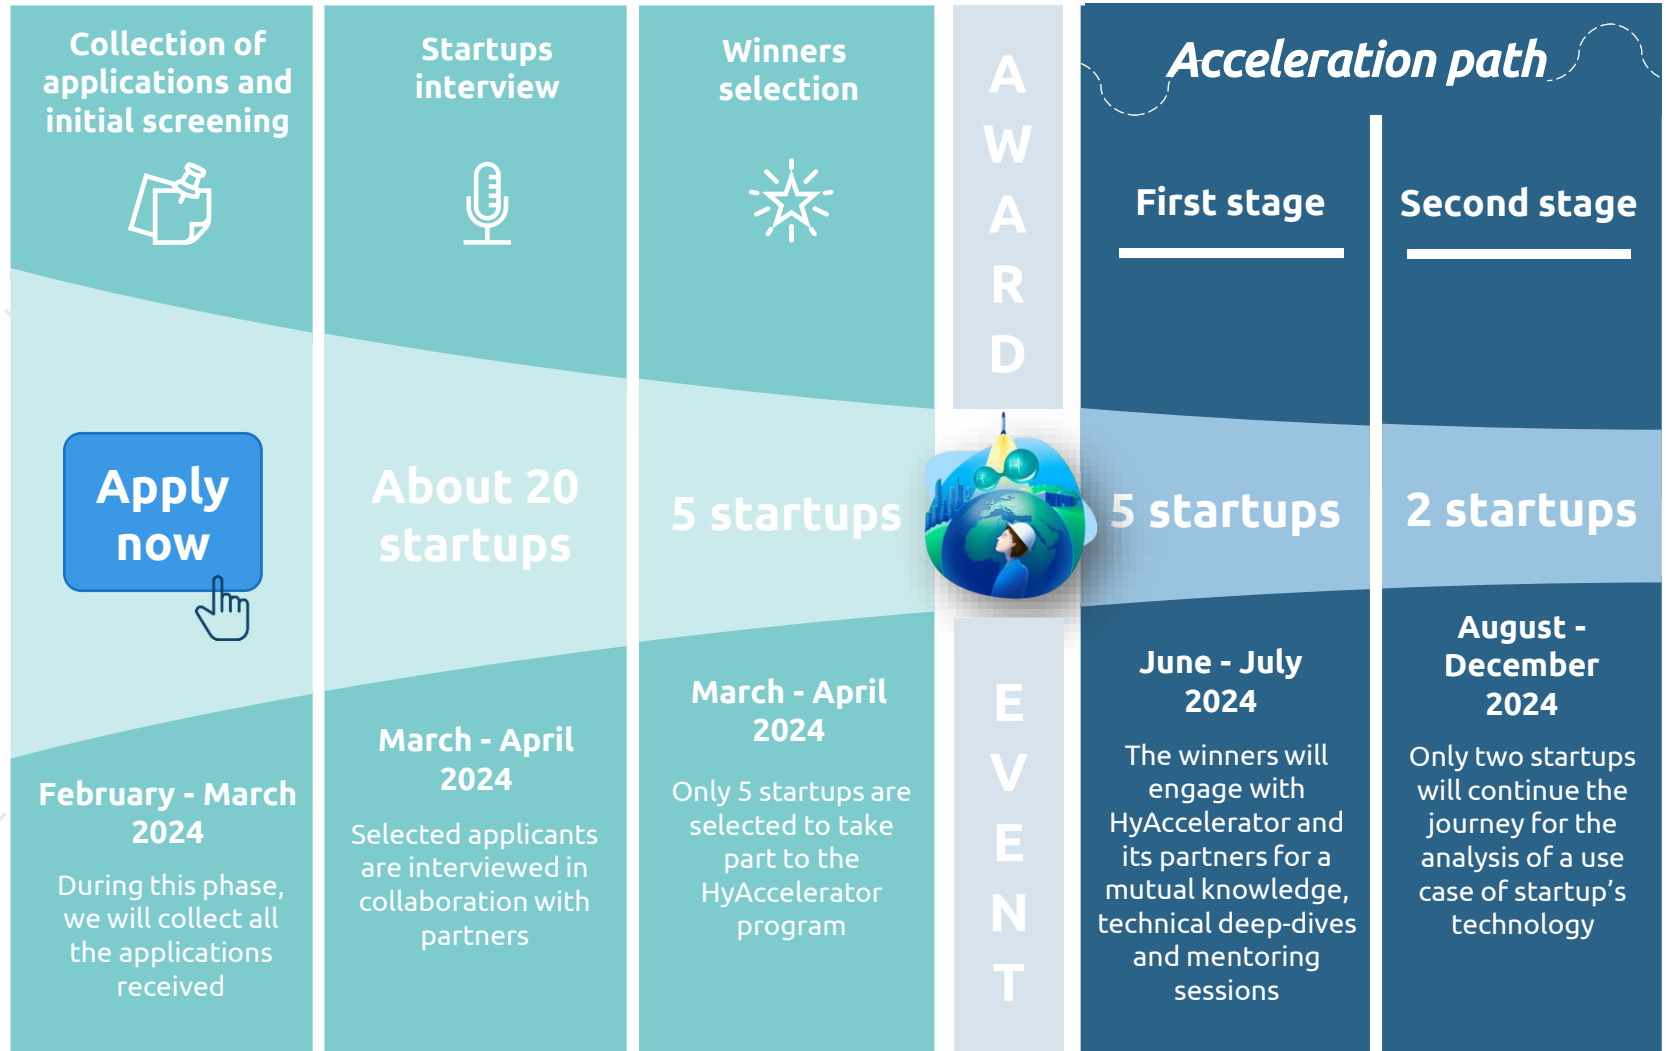 Collection of
applications and
initial screening
Apply
now
February - March
2024
During this phase,
we will collect all
the applications
received
Startups
interview
About 20
startups
March - April
2024
Selected applicants
are interviewed in
collaboration with
partners
Winners
selection
5 startups
March - April
2024
Only 5 startups are
selected to take
part to the
HyAccelerator
program
A
W
A
R
D
E
V
E
N
T
Acceleration path
First stage
5 startups
June - July
2024
The winners will
engage with
HyAccelerator and
its partners for a
mutual knowledge,
technical deep-dives
and mentoring
sessions
Second stage
2 startups
August -
December
2024
Only two startups
will continue the
journey for the
analysis of a use
case of startup’s
technology